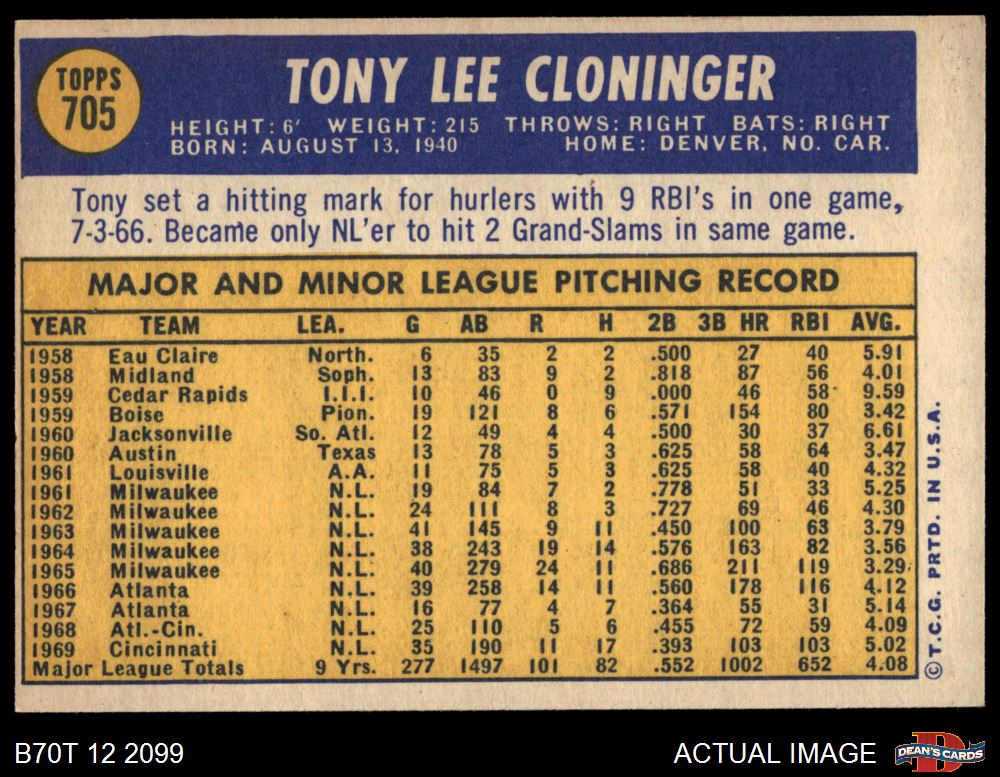 TOPPS
705
TONY LEE CLONINGER
HEIGHT: 6' WEIGHT: 215 THROWS: RIGHT BATS: RIGHT
BORN: AUGUST 13, 1940 HOME: DENVER, NO. CAR.
Tony set a hitting mark for hurlers with 9 RBI's in one game,
7-3-66. Became only NL'er to hit 2 Grand-Slams in same game.
MAJOR AND MINOR LEAGUE PITCHING RECORD
YEAR TEAM LEA. G AB R H 2B 3B HR RBI AVG.
1958 Eau Claire North. 6 35 2 2 .500 27 40 5.91
1958 Midland Soph. 13 83 9 2 .818 87 56 4.01
1959 Cedar Rapids I.I.I. 10 46 0 9 .000 46 58 9.59
1959 Boise Pion. 19 121 8 6 .571 154 80 3.42
1960 Jacksonville So. Atl. 12 49 4 4 .500 30 37 6.61
1960 Austin Texas 13 78 5 3 .625 58 64 3.47
1961 Louisville A.A. 11 75 5 3 .625 58 40 4.32
1961 Milwaukee N.L. 19 84 7 2 .778 51 33 5.25
1962 Milwaukee N.L. 24 111 8 3 .727 69 46 4.30
1963 Milwaukee N.L. 41 145 9 11 .450 100 63 3.79
1964 Milwaukee N.L. 38 243 19 14 .576 163 82 3.56
1965 Milwaukee N.L. 40 279 24 11 .686 211 119 3.29
1966 Atlanta N.L. 39 258 14 11 .560 178 116 4.12
1967 Atlanta N.L. 16 77 4 7 .364 55 31 5.14
1968 Atl.-Cin. N.L. 25 110 5 6 .455 72 59 4.09
1969 Cincinnati N.L. 35 190 11 17 .393 103 103 5.02
Major League Totals 9 Yrs. 277 1497 101 82 .552 1002 652 4.08
©T.C.G. PRTD. IN U.S.A.
B70T 12 2099
ACTUAL IMAGE
DEAN'S CARDS